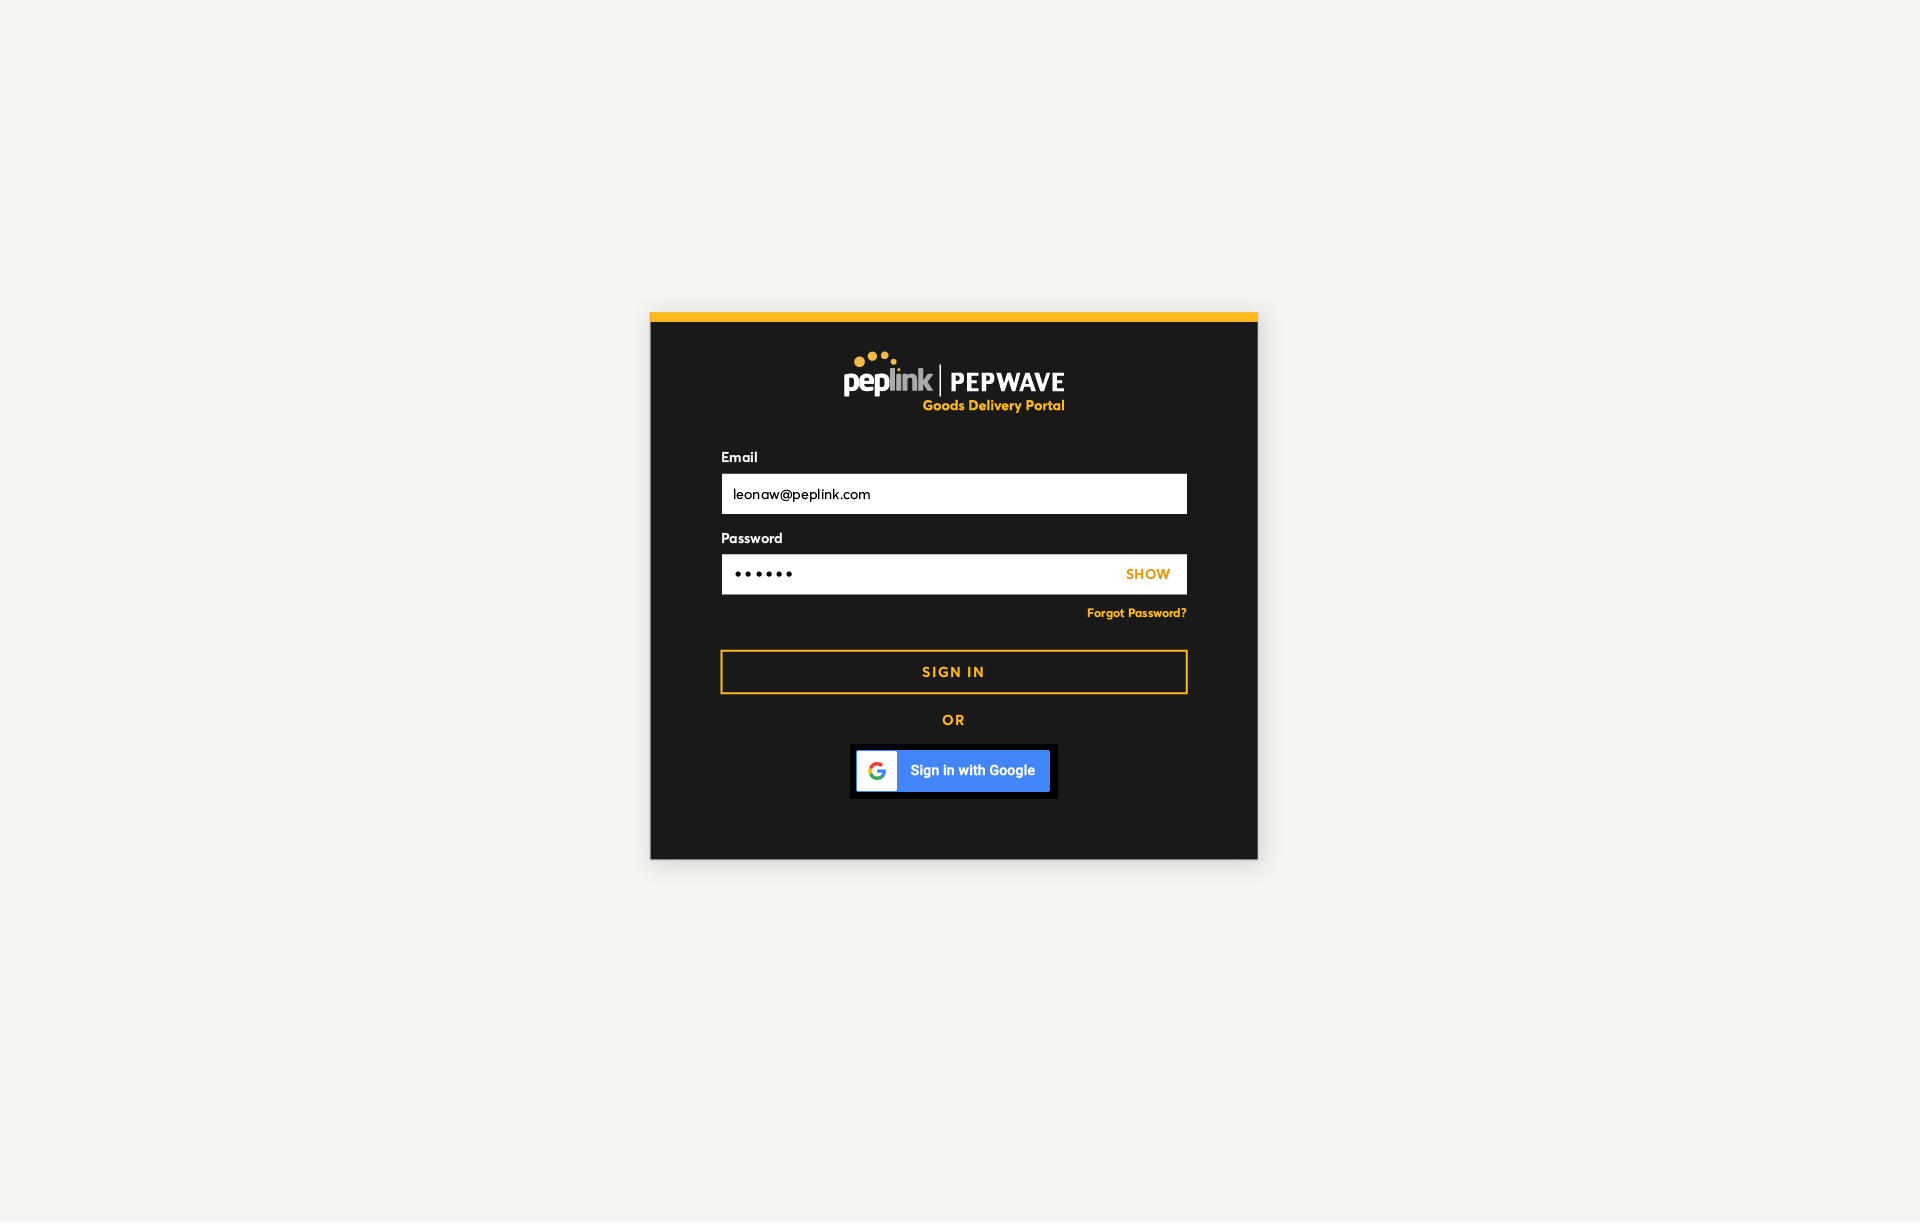 peplink | PEPWAVE
Goods Delivery Portal
Email
leonaw@peplink.com
Password
••••••
SHOW
Forgot Password?
SIGN IN
OR
Sign in with Google